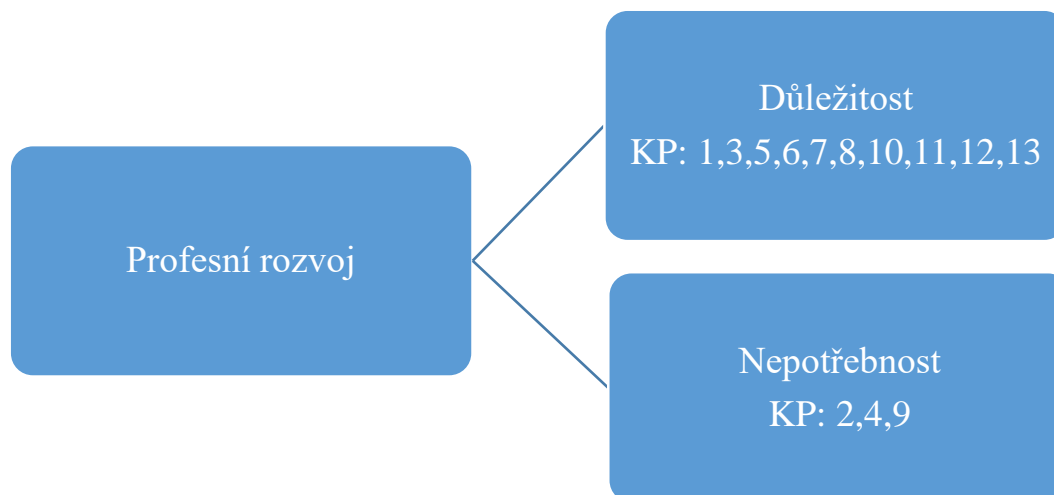 Profesní rozvoj
Důležitost
KP: 1,3,5,6,7,8,10,11,12,13
Nepotřebnost
KP: 2,4,9